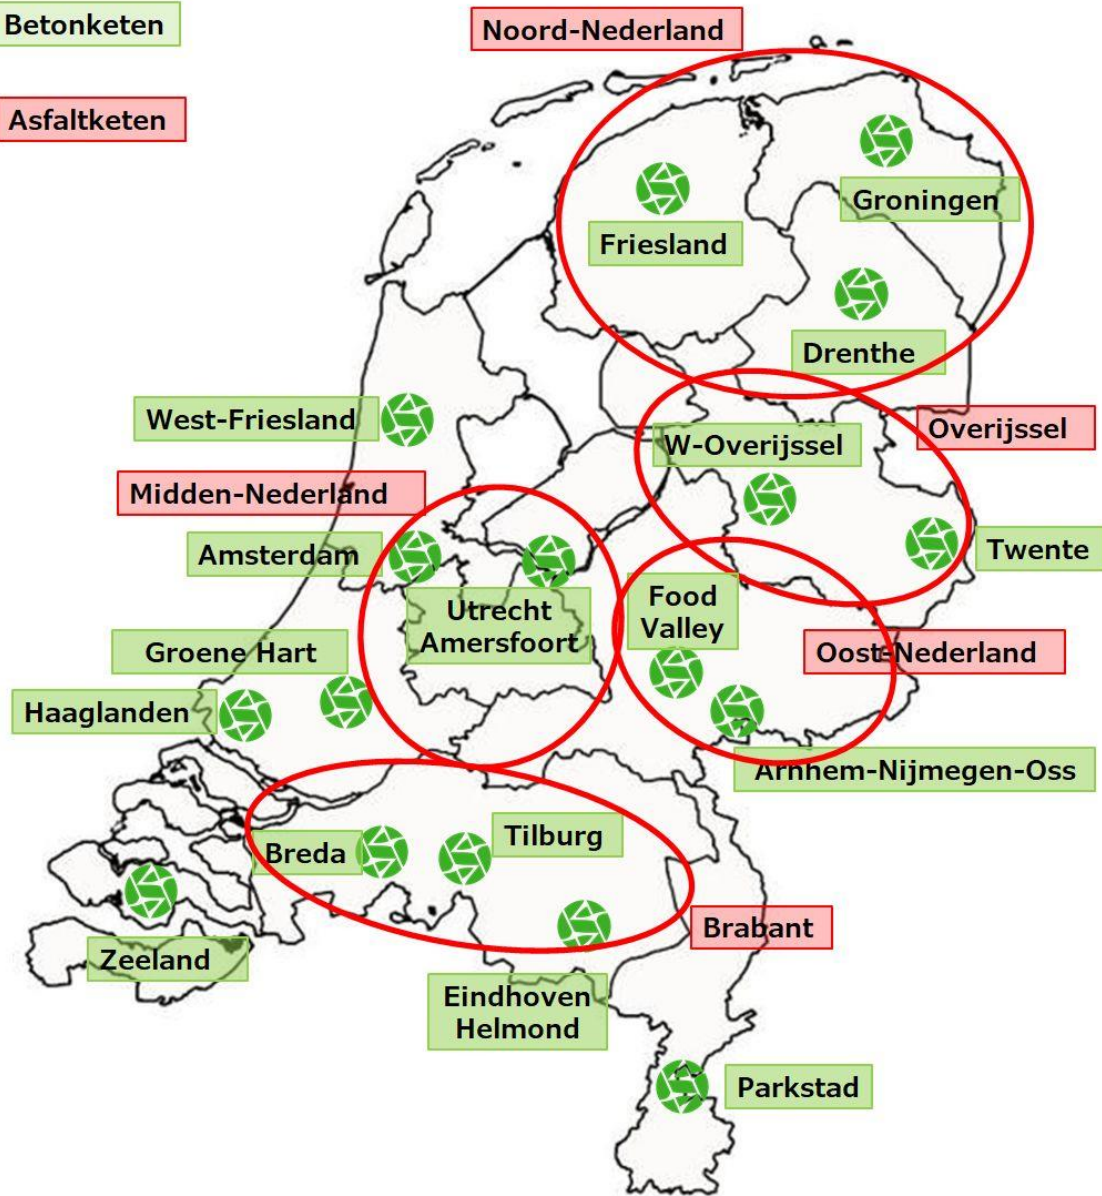 Betonketen
Noord-Nederland
Asfaltketen
Groningen
Friesland
Drenthe
West-Friesland
Overijssel
W-Overijssel
Midden-Nederland
Amsterdam
Twente
Utrecht
Amersfoort
Food
Valley
Groene Hart
Oost-Nederland
Haaglanden
Arnhem-Nijmegen-Oss
Tilburg
Breda
Brabant
Zeeland
Eindhoven
Helmond
Parkstad